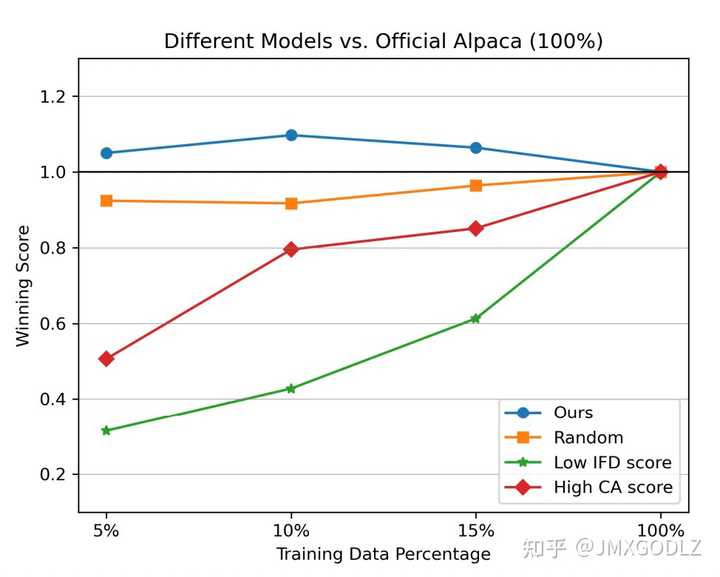 Different Models vs. Official Alpaca (100%)
1.2
1.0
0.8
0.6
0.4
0.2
Winning Score
Ours
Random
Low IFD score
High CA score
5%
10%
15%
100%
Training Data Percentage
知乎 @JMXGODLZ